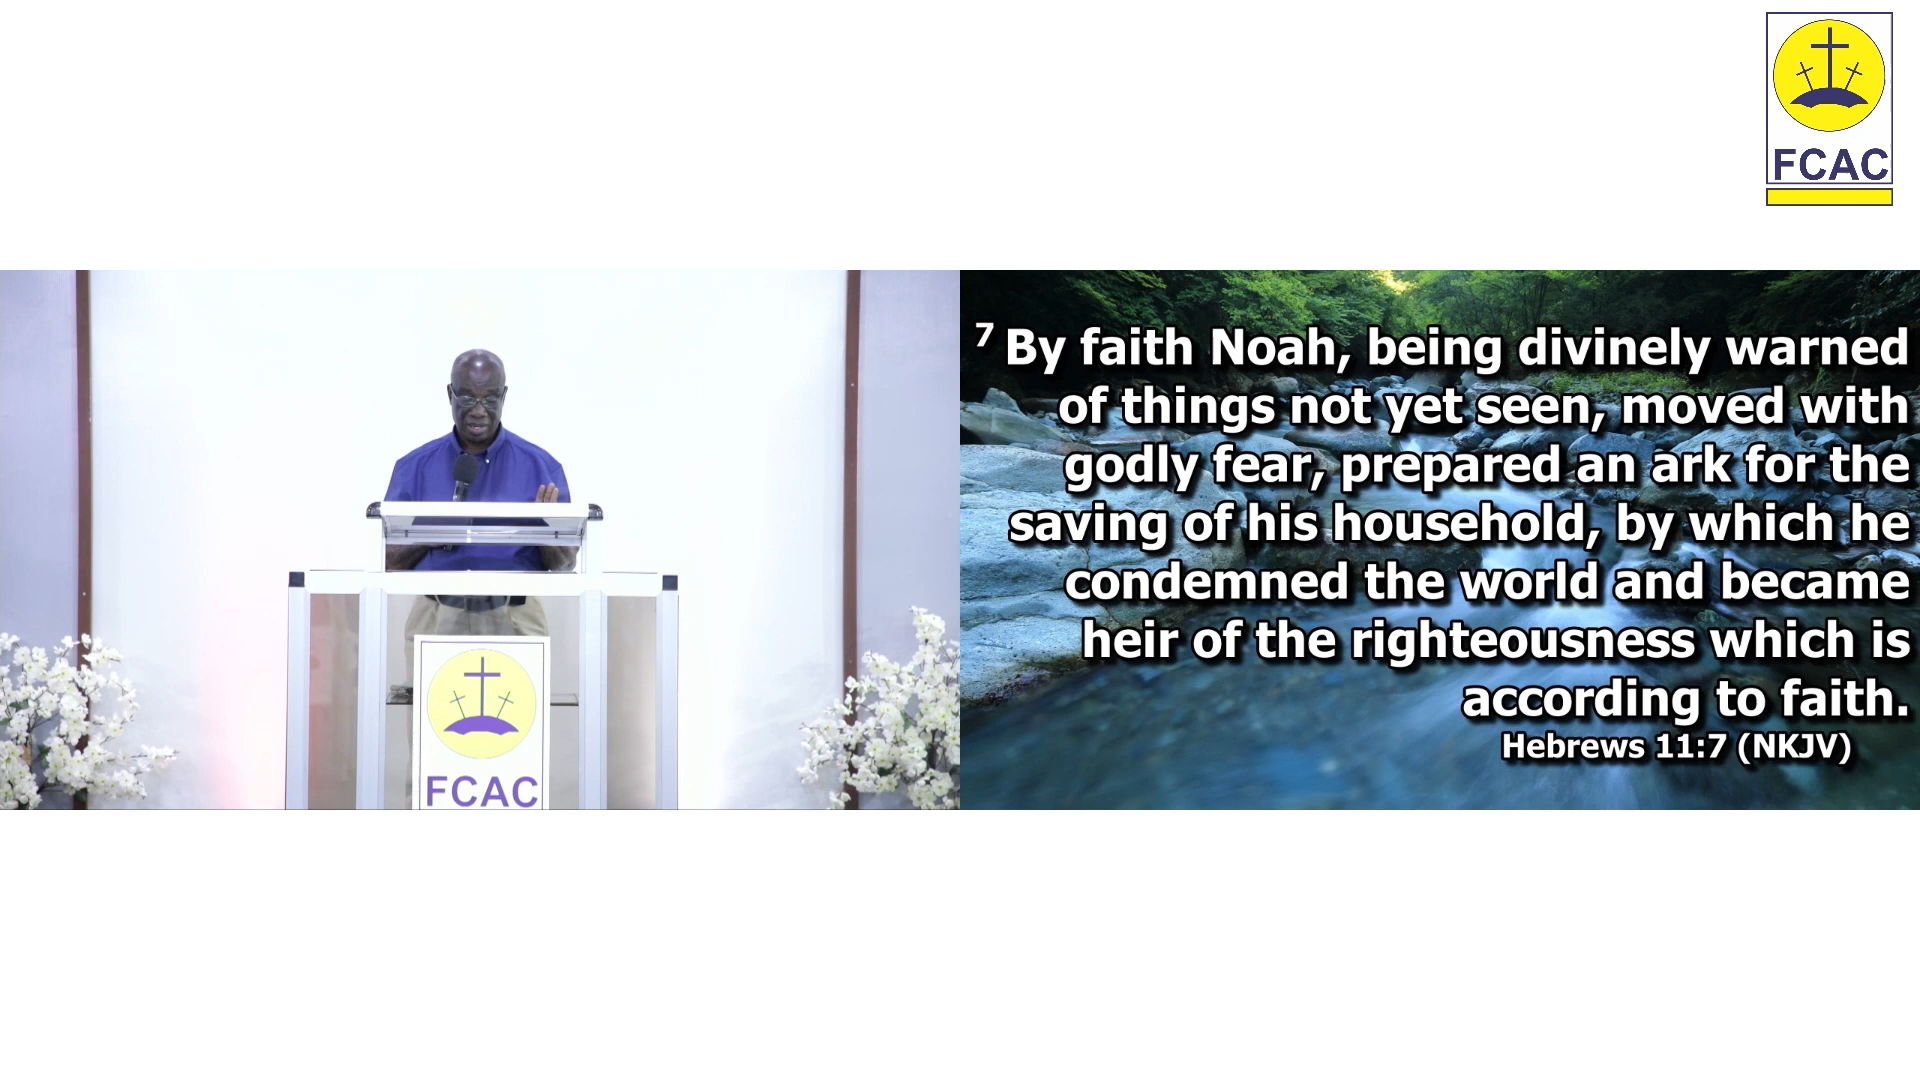 FCAC
7 By faith Noah, being divinely warned
of things not yet seen, moved with
godly fear, prepared an ark for the
saving of his household, by which he
condemned the world and became
heir of the righteousness which is
according to faith.
Hebrews 11:7 (NKJV)
FCAC